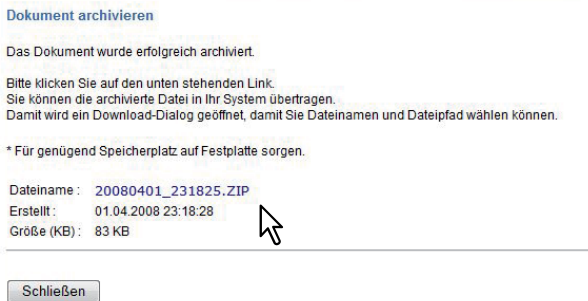 Dokument archivieren
Das Dokument wurde erfolgreich archiviert.
Bitte klicken Sie auf den unten stehenden Link.
Sie können die archivierte Datei in Ihr System übertragen.
Damit wird ein Download-Dialog geöffnet, damit Sie Dateinamen und Dateipfad wählen können.
* Für genügend Speicherplatz auf Festplatte sorgen.
Dateiname : 20080401_231825.ZIP
Erstellt : 01.04.2008 23:18:28
Größe (KB) : 83 KB
Schließen